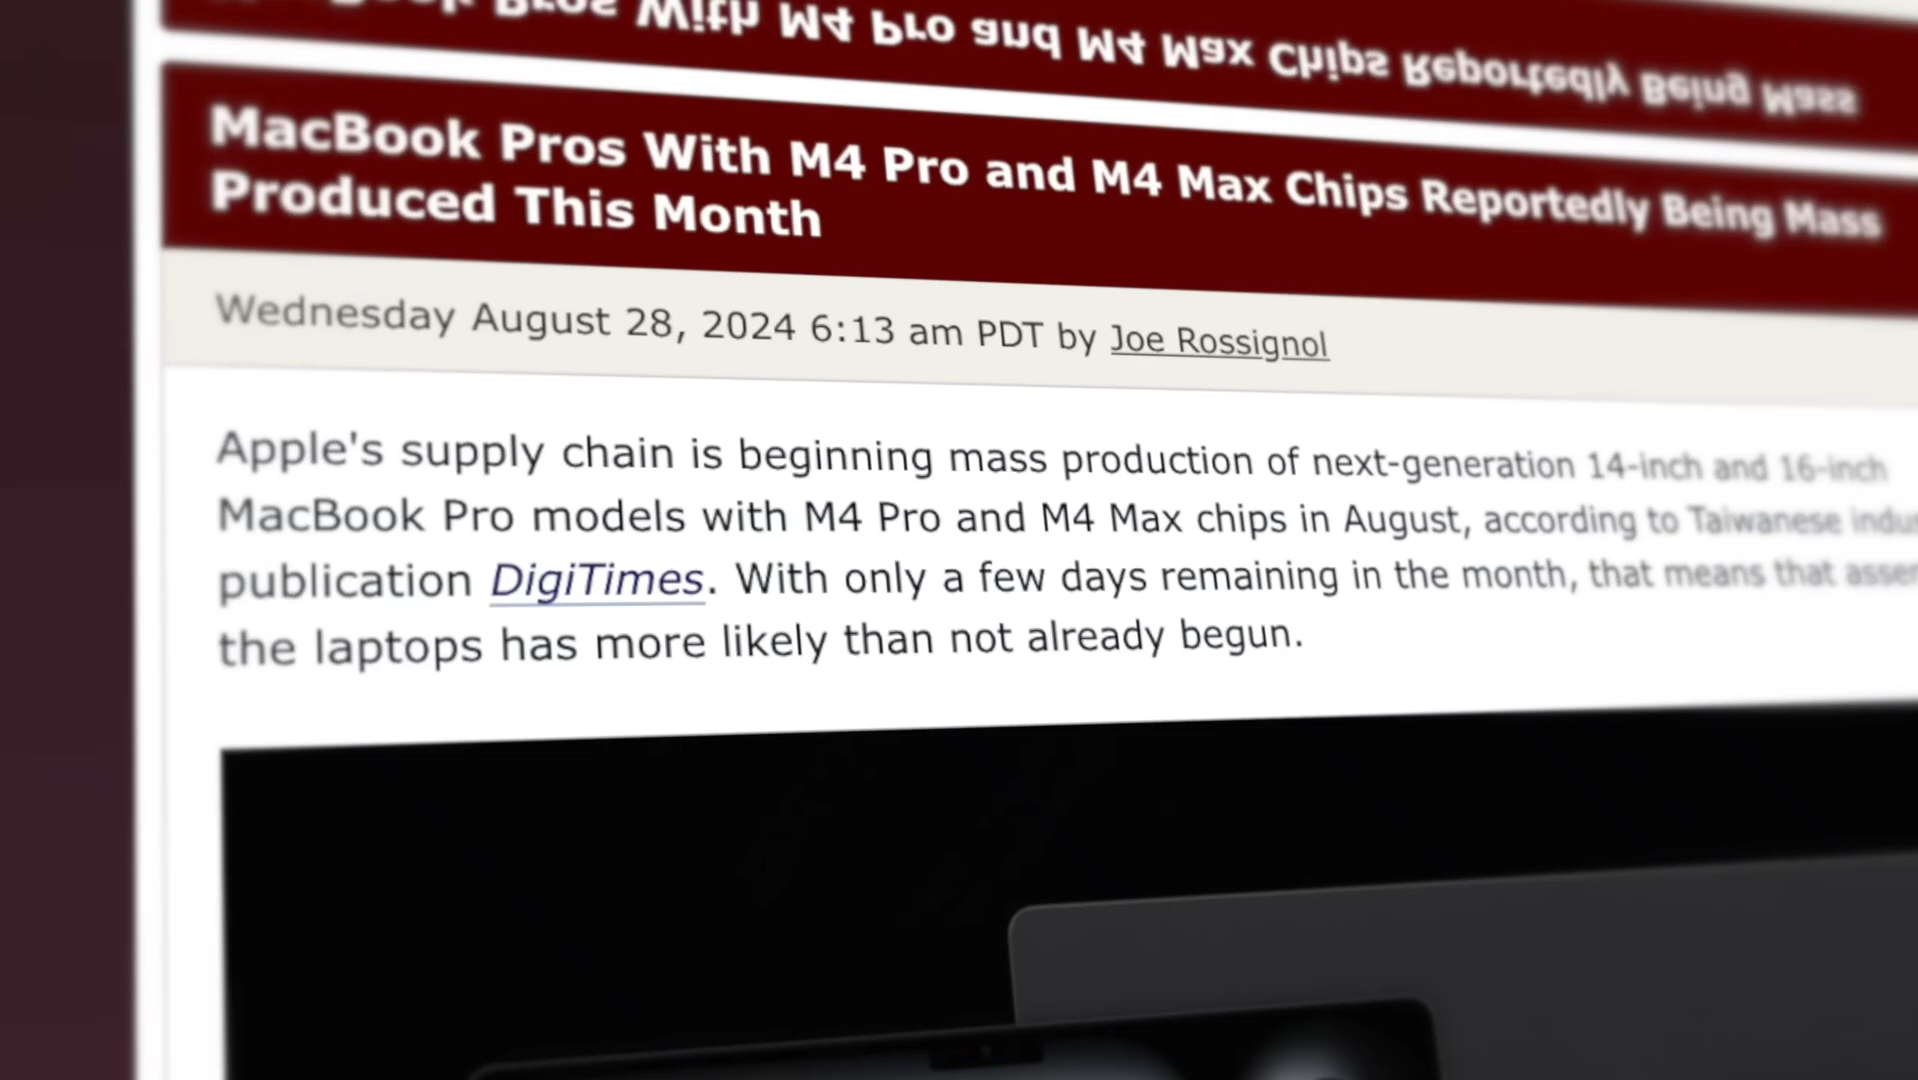 Pros With M4 Pro and M4 Max Chips Reportedly Being Mass
MacBook Pros With M4 Pro and M4 Max Chips Reportedly Being Mass
Produced This Month
Wednesday August 28, 2024 6:13 am PDT by Joe Rossignol
Apple's supply chain is beginning mass production of next-generation 14-inch and 16-inch
MacBook Pro models with M4 Pro and M4 Max chips in August, according to Taiwanese
publication DigiTimes. With only a few days remaining in the month, that means that
the laptops has more likely than not already begun.